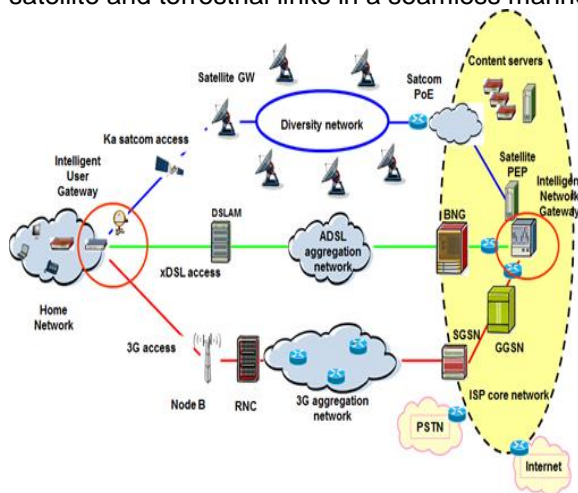 satellite and terrestrial links in a seamless manne
Content servers
Satellite GW
Satcom
PoE
Diversity network
Ka satcom access
Satellite
PEP
Intelligent
User
Gateway
Intelligent
Network
Gateway
DSLAM
BNG
ADSL
aggregation
network
xDSL access
Home
Network
3G access
SGSN
GGSN
Node B
RNC
3G aggregation
network
ISP core network
PSTN
Internet